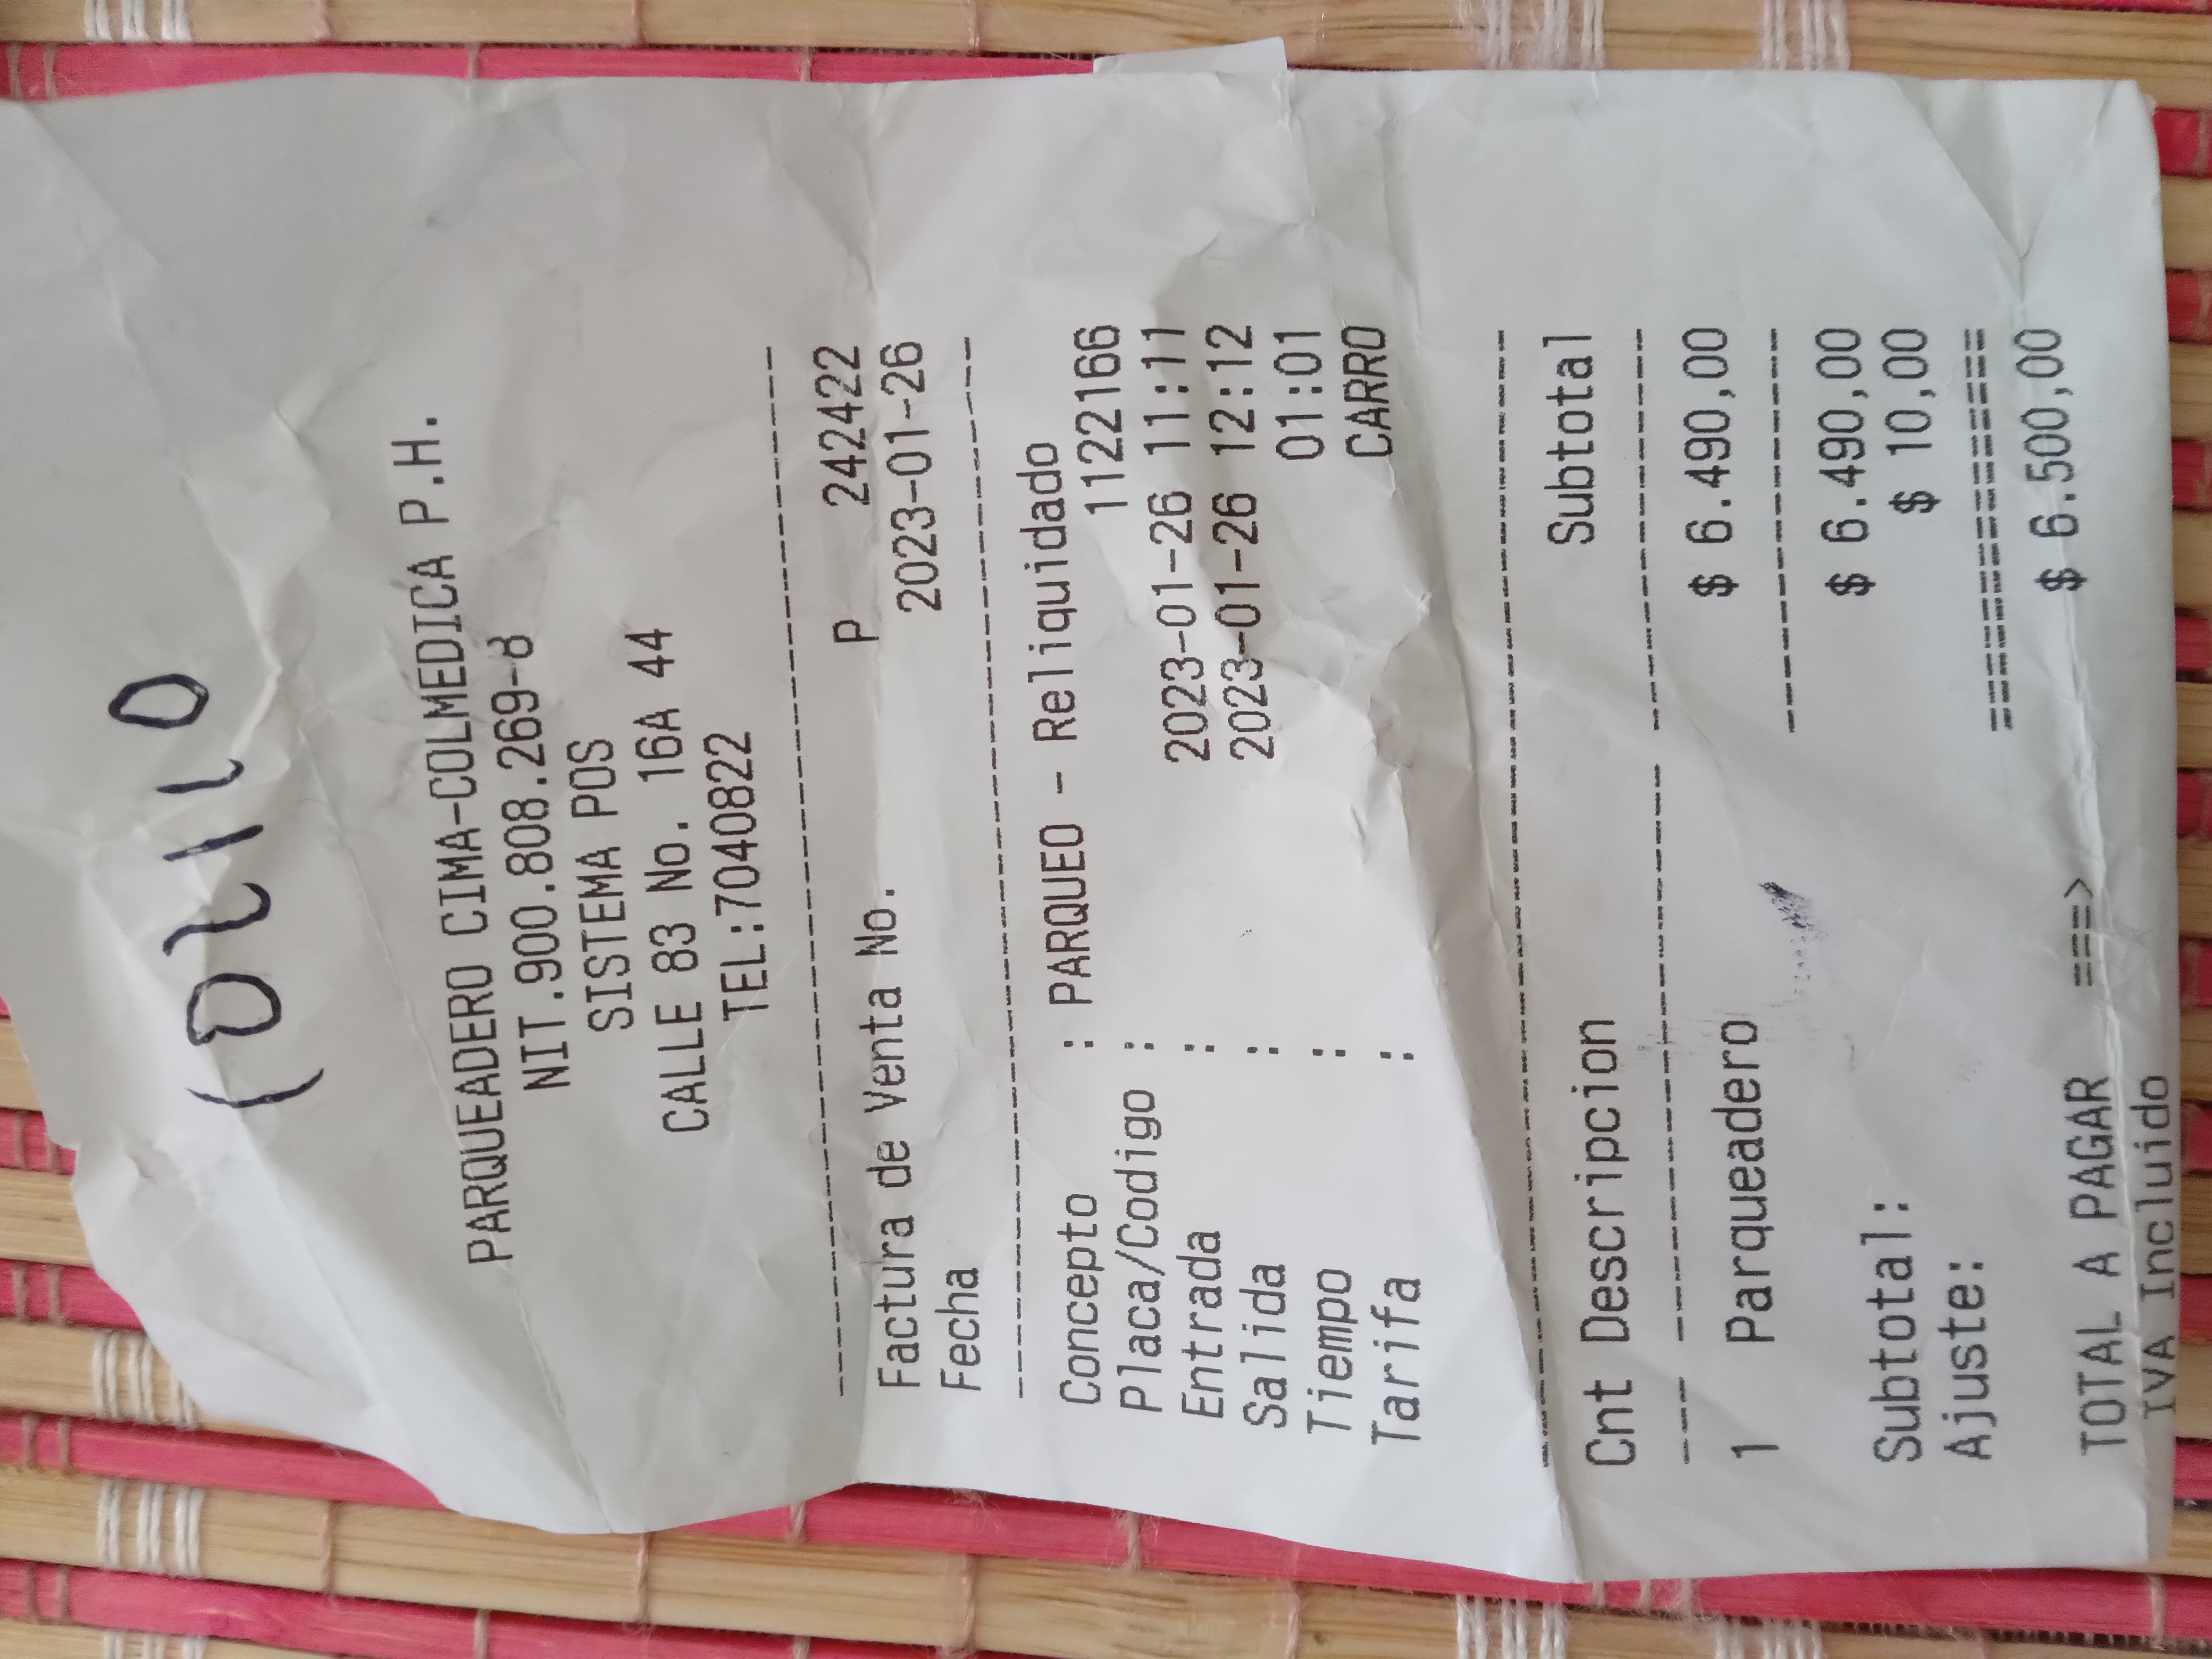 PARQUEADERO CIMA-COLMEDICA P.H.
NIT.900.808.269-8
SISTEMA POS
CALLE 83 No. 16A 44
TEL:7040822
Factura de Venta No. P 242422
Fecha 2023-01-26
Concepto : PARQUEO - Reliquidado
Placa/Codigo : 1122166
Entrada : 2023-01-26 11:11
Salida : 2023-01-26 12:12
Tiempo : 01:01
Tarifa : CARRO
Cnt Descripcion Subtotal
1 Parqueadero $ 6.490,00
Subtotal: $ 6.490,00
Ajuste: $ 10,00
TOTAL A PAGAR ===> $ 6.500,00
IVA Incluido